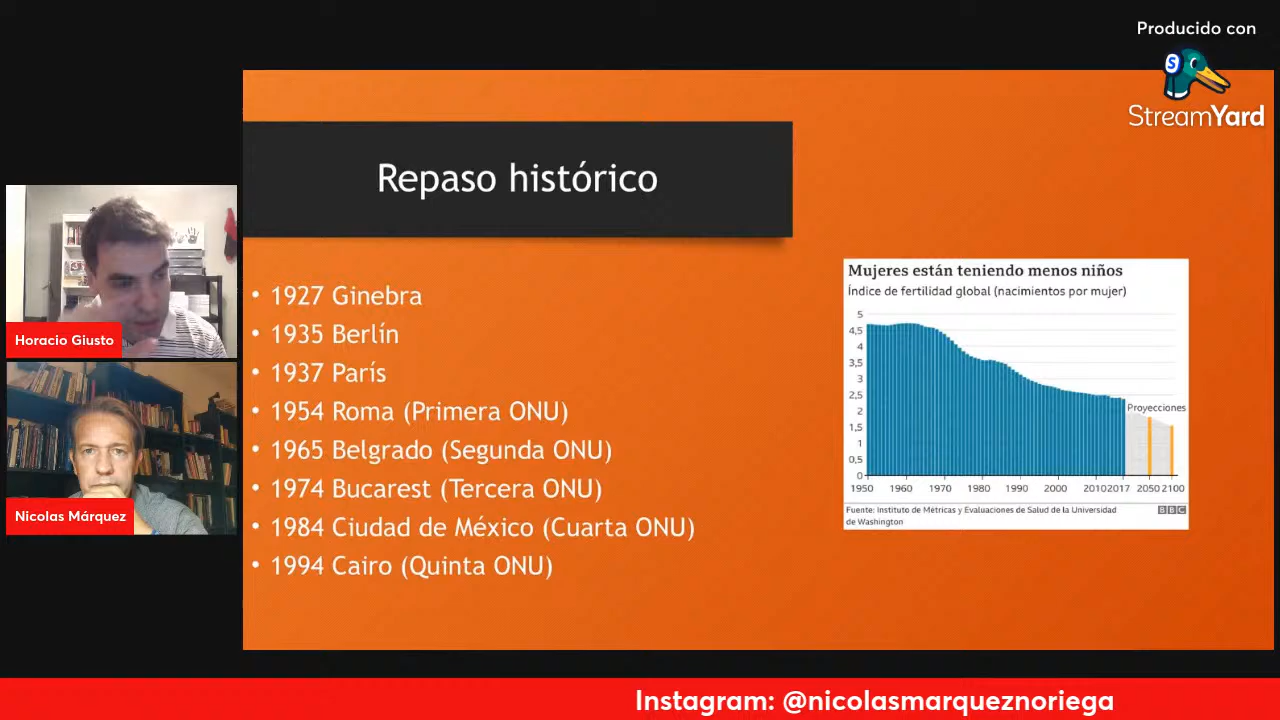 Producido con
S
StreamYard
Repaso histórico
Horacio Giusto
Nicolas Márquez
• 1927 Ginebra
• 1935 Berlín
• 1937 París
• 1954 Roma (Primera ONU)
• 1965 Belgrado (Segunda ONU)
• 1974 Bucarest (Tercera ONU)
• 1984 Ciudad de México (Cuarta ONU)
• 1994 Cairo (Quinta ONU)
Mujeres están teniendo menos niños
Índice de fertilidad global (nacimientos por mujer)
5
4,5
4
3,5
3
2,5
2
1,5
1
0,5
0
Proyecciones
1950 1960 1970 1980 1990 2000 2010 2017 2050 2100
Fuente: Instituto de Métricas y Evaluaciones de Salud de la Universidad
de Washington
BBC
Instagram: @nicolasmarqueznoriega